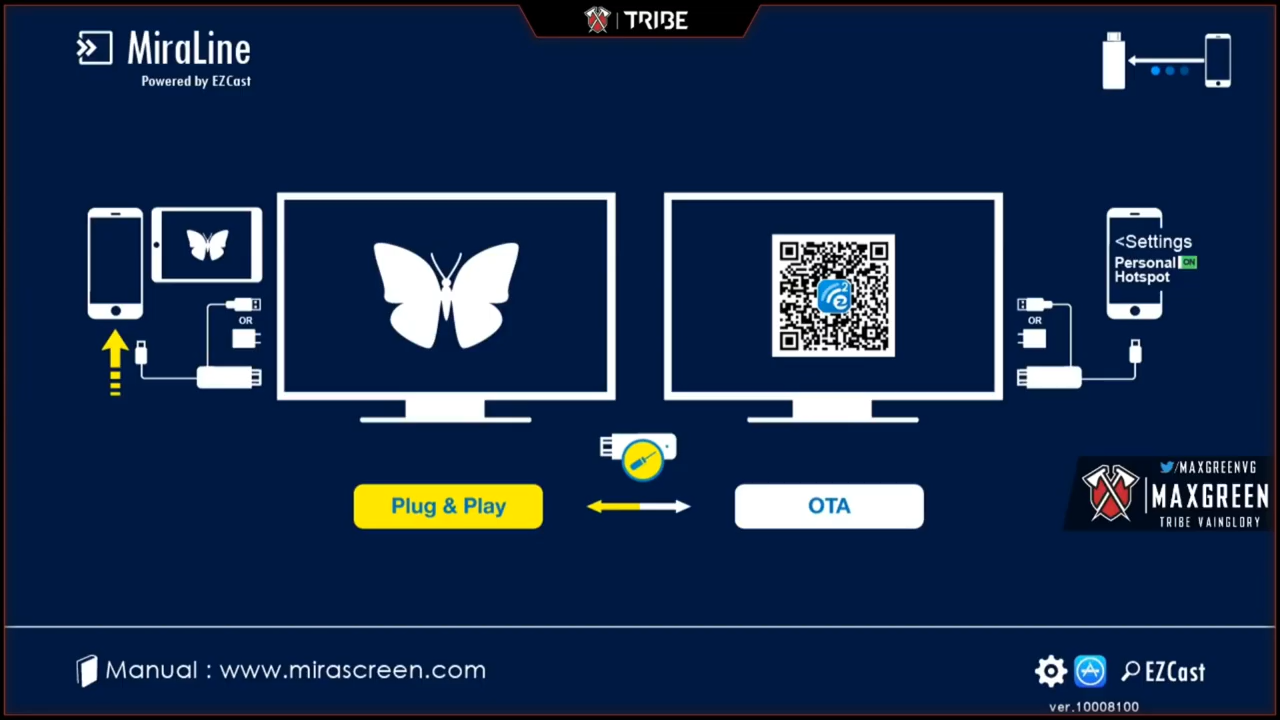 TRIBE
MiraLine
Powered by EZCast
<Settings
Personal ON
Hotspot
OR
OR
/MAXGREENVG
MAXGREEN
TRIBE VAINGLORY
Plug & Play
OTA
Manual : www.mirascreen.com
EZCast
ver.10008100